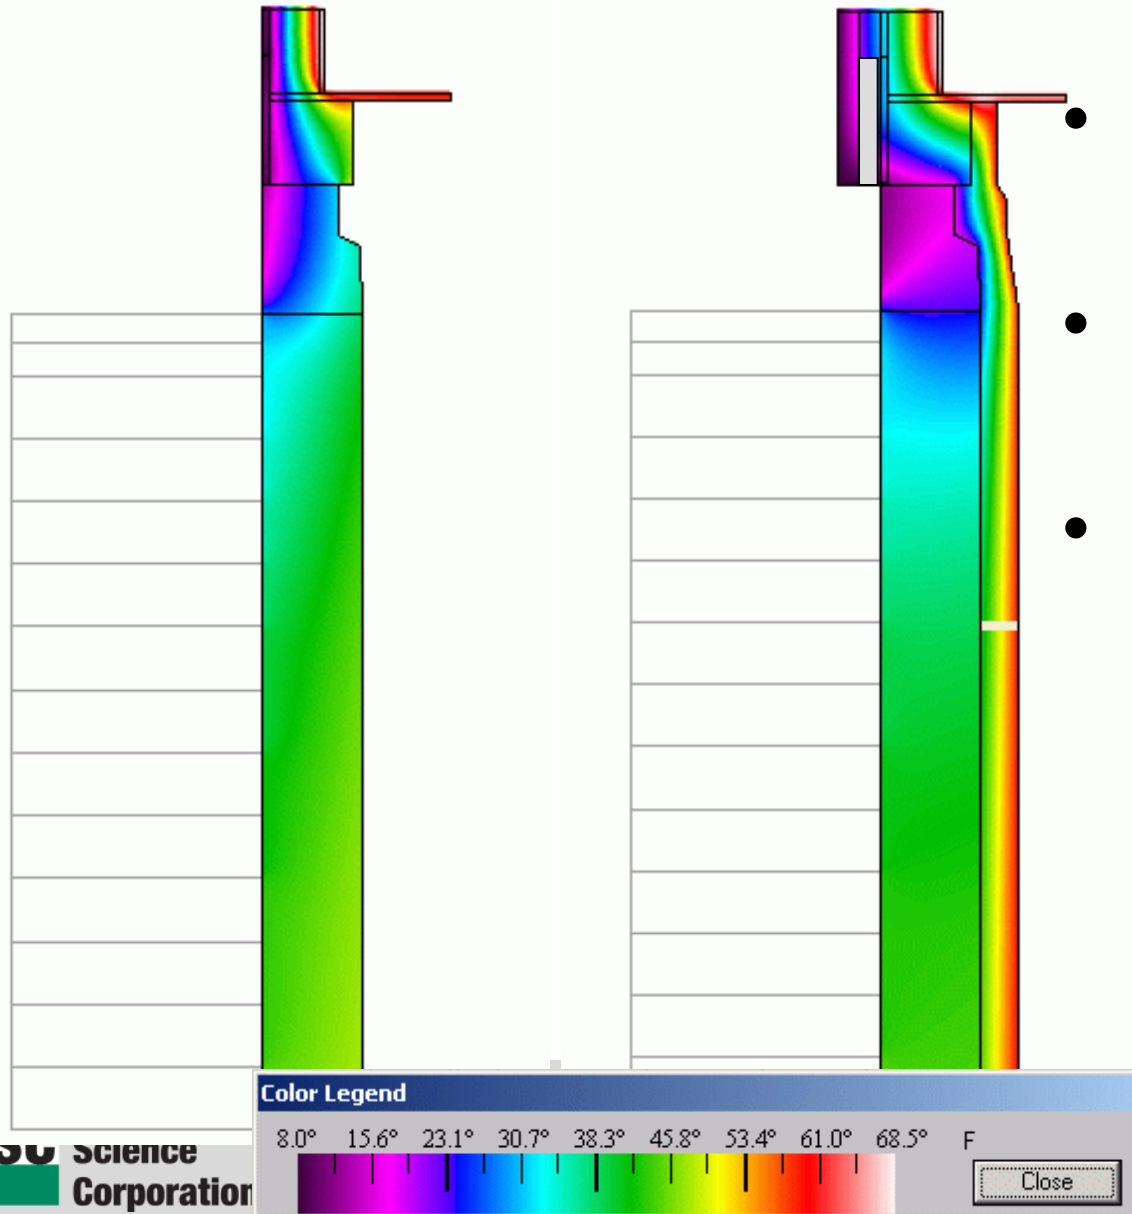 Color Legend
8.0° 15.6° 23.1° 30.7° 38.3° 45.8° 53.4° 61.0° 68.5° F
Close
Science
Corporation